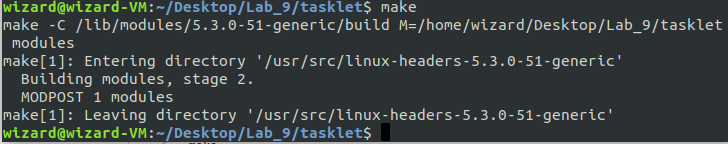 wizard@wizard-VM:~/Desktop/Lab_9/tasklet$ make
make -C /lib/modules/5.3.0-51-generic/build M=/home/wizard/Desktop/Lab_9/tasklet
 modules
make[1]: Entering directory '/usr/src/linux-headers-5.3.0-51-generic'
  Building modules, stage 2.
  MODPOST 1 modules
make[1]: Leaving directory '/usr/src/linux-headers-5.3.0-51-generic'
wizard@wizard-VM:~/Desktop/Lab_9/tasklet$